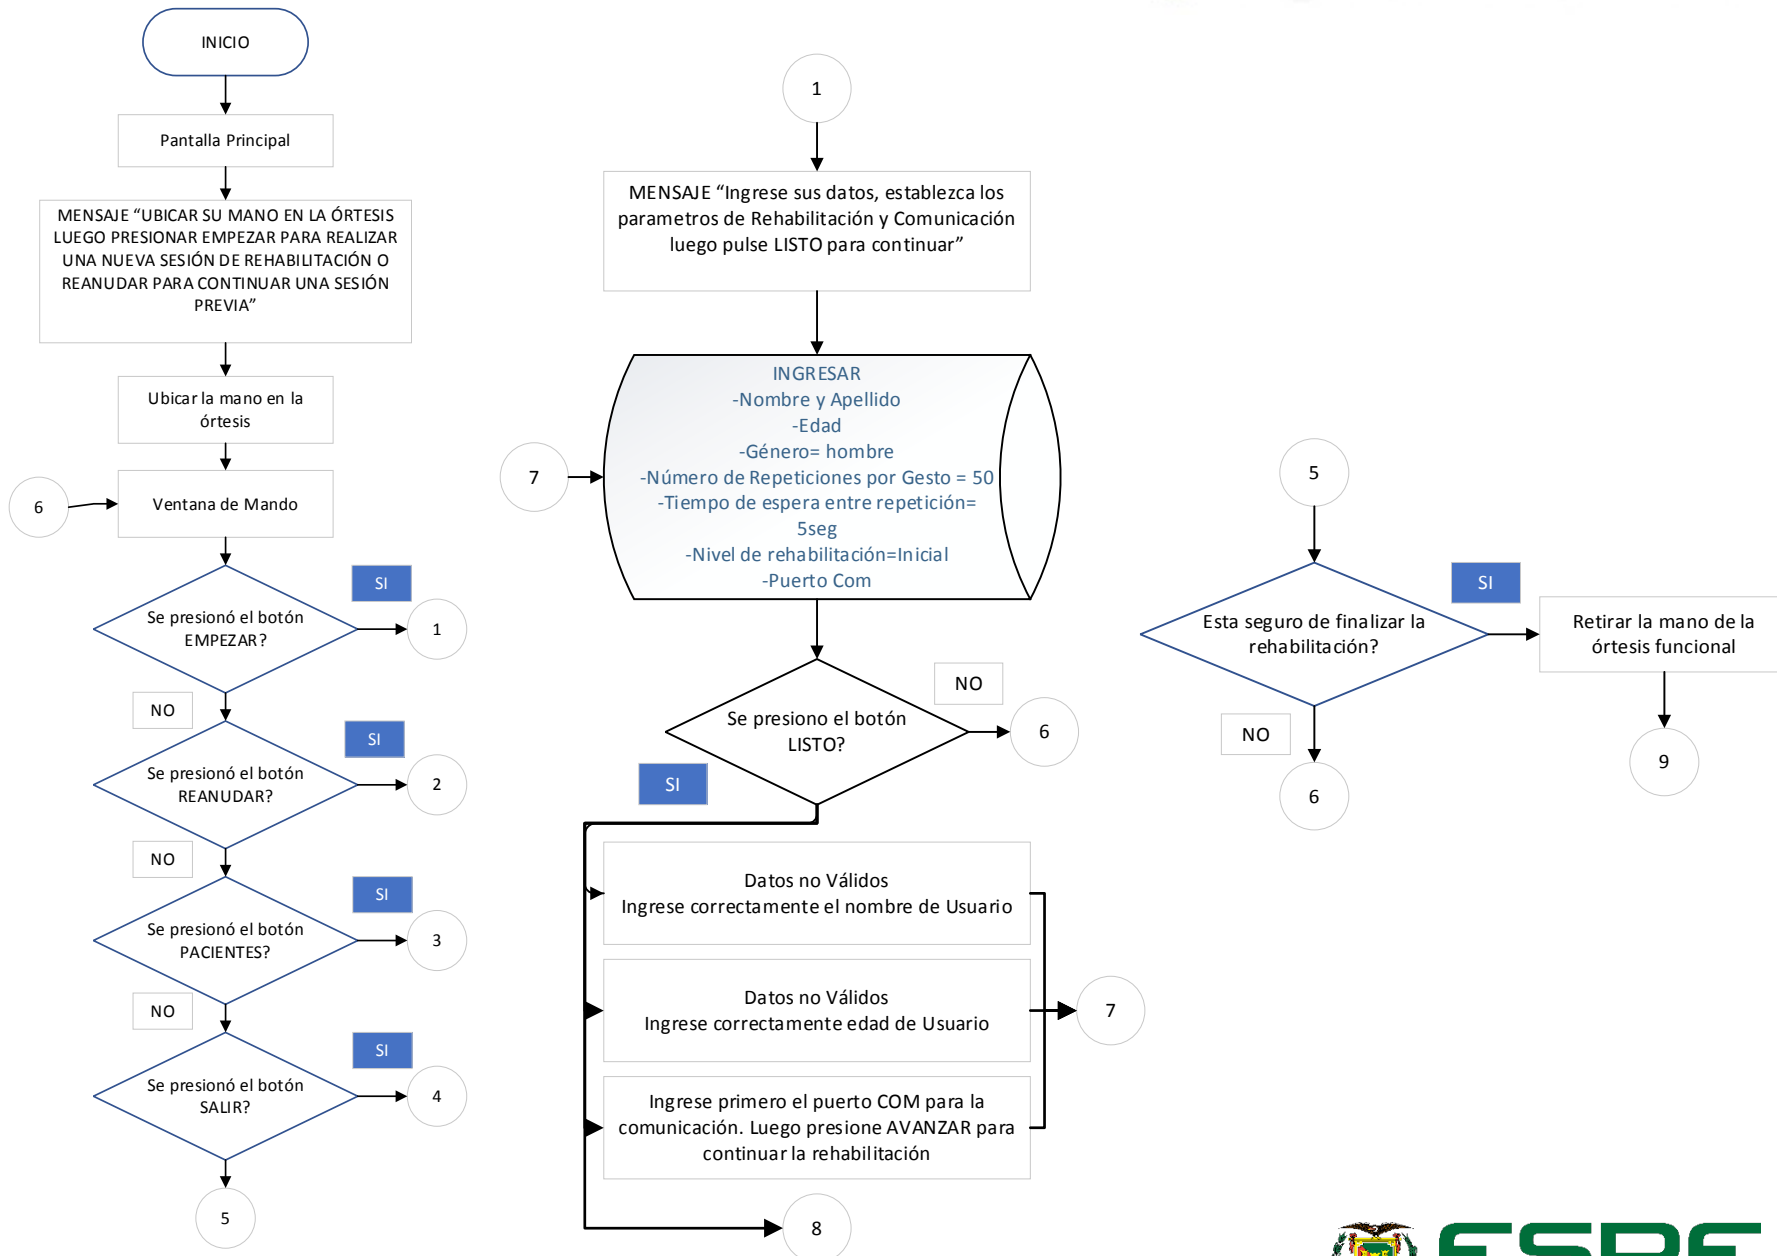 INICIO
Pantalla Principal
MENSAJE “UBICAR SU MANO EN LA ÓRTESIS
LUEGO PRESIONAR EMPEZAR PARA REALIZAR
UNA NUEVA SESIÓN DE REHABILITACIÓN O
REANUDAR PARA CONTINUAR UNA SESIÓN
PREVIA”
Ubicar la mano en la
órtesis
6
Ventana de Mando
Se presionó el botón
EMPEZAR?
SI
1
NO
Se presionó el botón
REANUDAR?
SI
2
NO
Se presionó el botón
PACIENTES?
SI
3
NO
Se presionó el botón
SALIR?
SI
4
5
1
MENSAJE “Ingrese sus datos, establezca los
parametros de Rehabilitación y Comunicación
luego pulse LISTO para continuar”
7
INGRESAR
-Nombre y Apellido
-Edad
-Género= hombre
-Número de Repeticiones por Gesto = 50
-Tiempo de espera entre repetición=
5seg
-Nivel de rehabilitación=Inicial
-Puerto Com
Se presiono el botón
LISTO?
NO
6
SI
Datos no Válidos
Ingrese correctamente el nombre de Usuario
Datos no Válidos
Ingrese correctamente edad de Usuario
Ingrese primero el puerto COM para la
comunicación. Luego presione AVANZAR para
continuar la rehabilitación
7
8
5
Esta seguro de finalizar la
rehabilitación?
SI
Retirar la mano de la
órtesis funcional
9
NO
6
ESPE